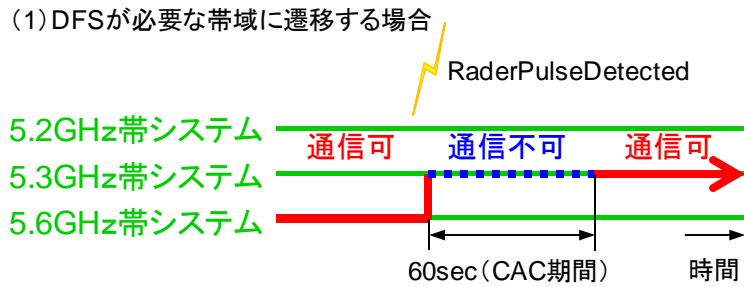 (1)DFSが必要な帯域に遷移する場合
RaderPulseDetected
5.2GHz帯システム
通信可 通信不可 通信可
5.3GHz帯システム
5.6GHz帯システム
60sec(CAC期間) 時間